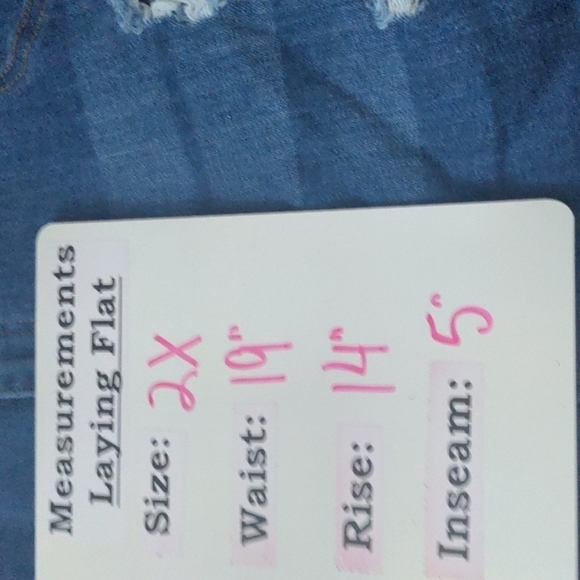 Measurements
Laying Flat
Size: 2X
Waist: 19"
Rise: 14"
Inseam: 5"